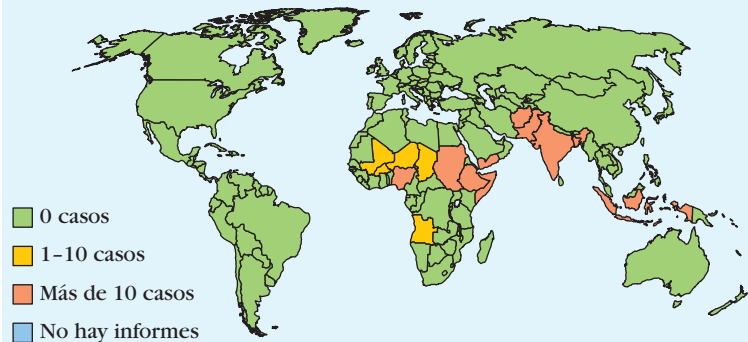 0 casos
1–10 casos
Más de 10 casos
No hay informes